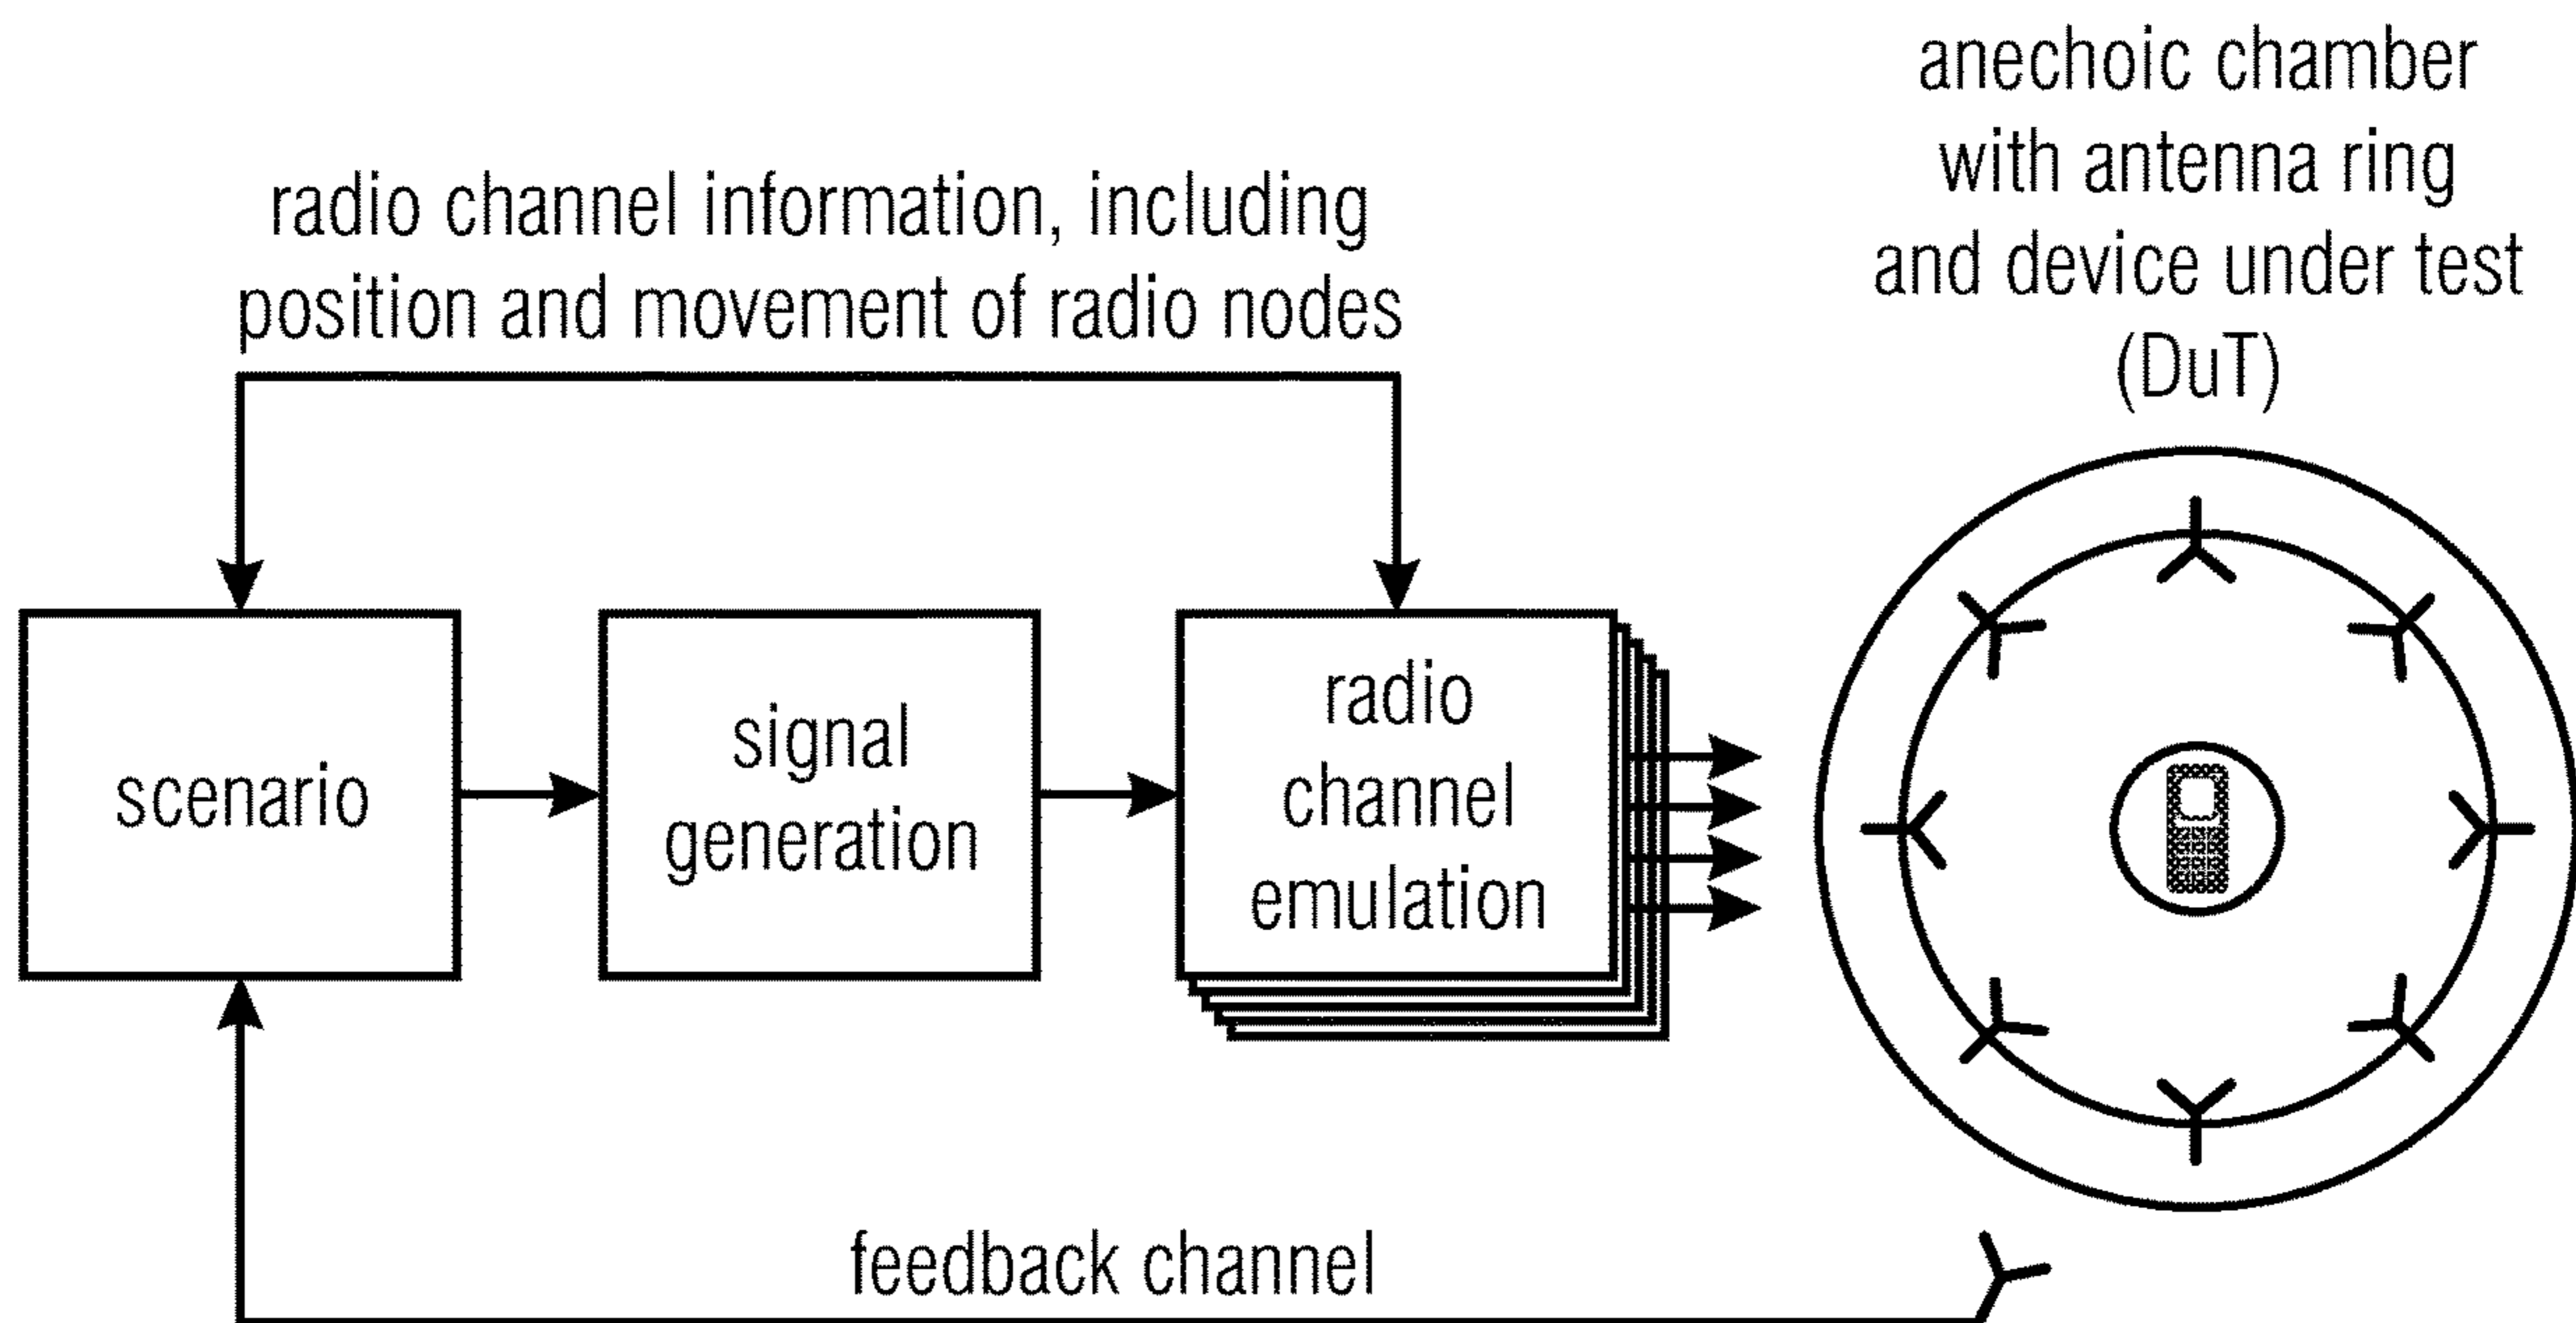 anechoic chamber
with antenna ring
and device under test
(DuT)
radio channel information, including
position and movement of radio nodes
scenario
signal
generation
radio
channel
emulation
feedback channel